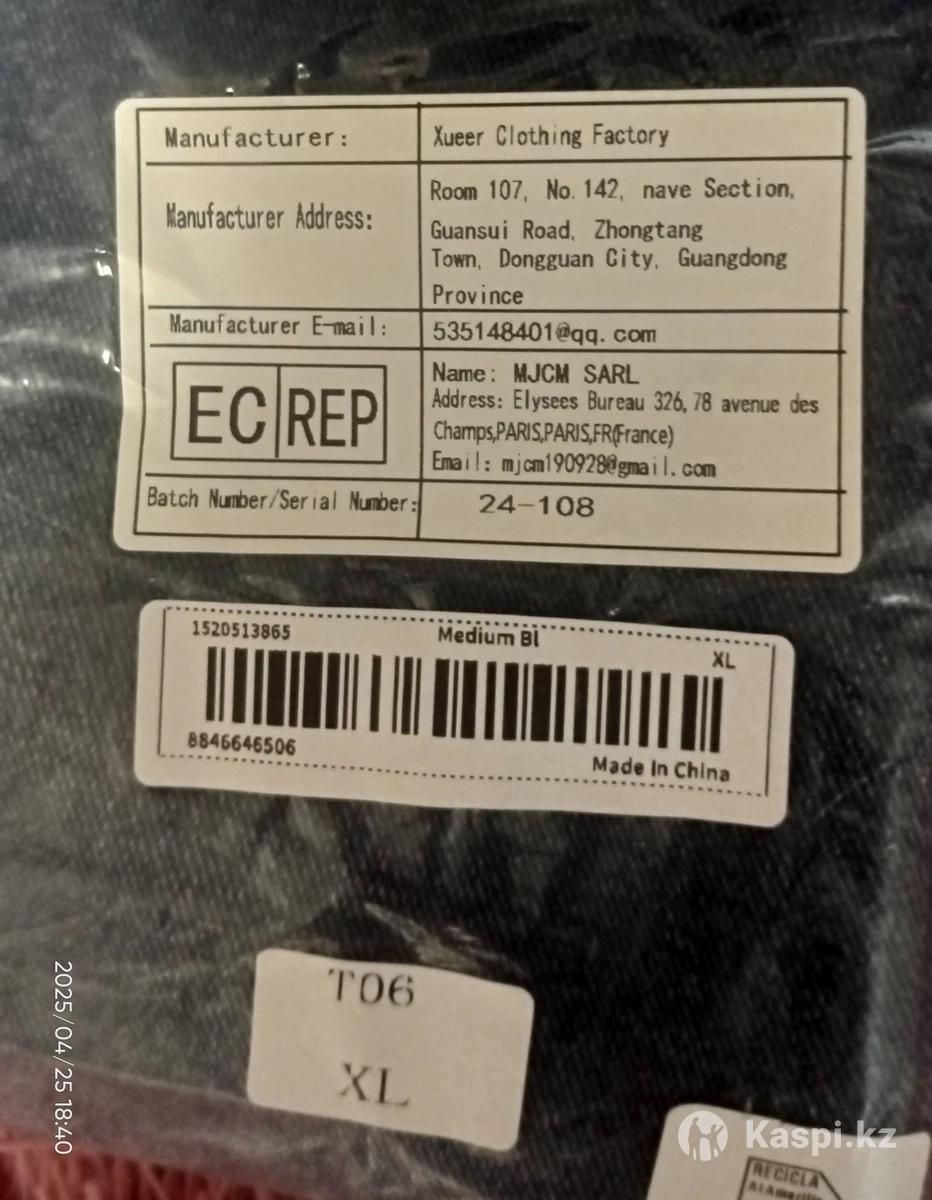 Manufacturer:
Xueer Clothing Factory
Manufacturer Address:
Room 107, No. 142, nave Section,
Guansui Road, Zhongtang
Town, Dongguan City, Guangdong
Province
Manufacturer E-mail:
535148401@qq.com
EC REP
Name: MJCM SARL
Address: Elysees Bureau 326,78 avenue des
Champs,PARIS,PARIS,FR(France)
Email: mjcm190928@gmail.com
Batch Number/Serial Number:
24-108
1520513865
Medium Bl
XL
8846646506
Made In China
T06
XL
2025/04/25 18:40
Kaspi.kz
RECICLA